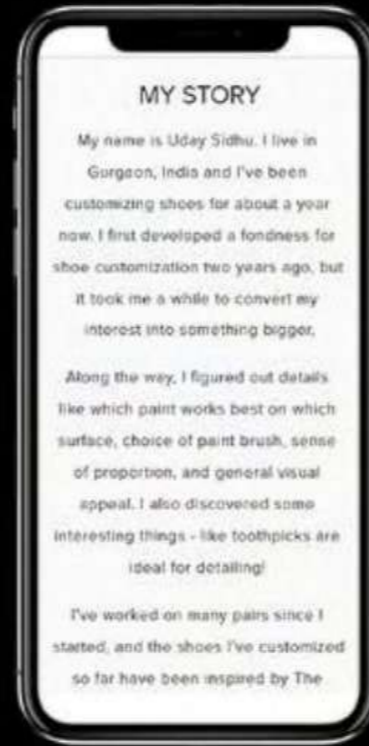 MY STORY
My name is Uday Sidhu. I live in
Gurgaon, India and I've been
customizing shoes for about a year
now. I first developed a fondness for
shoe customization two years ago, but
it took me a while to convert my
interest into something bigger.
Along the way, I figured out details
like which paint works best on which
surface, choice of paint brush, sense
of proportion, and general visual
appeal. I also discovered some
interesting things - like toothpicks are
ideal for detailing!
I've worked on many pairs since I
started, and the shoes I've customized
so far have been inspired by The